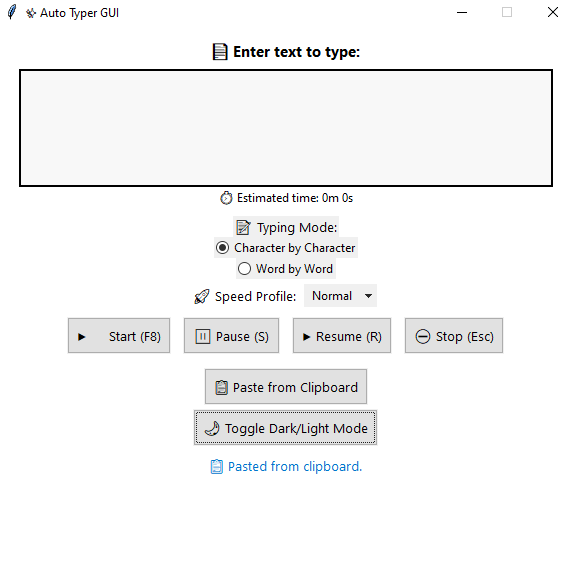 Auto Typer GUI
Enter text to type:
Estimated time: 0m 0s
Typing Mode:
Character by Character
Word by Word
Speed Profile: Normal
Start (F8) Pause (S) Resume (R) Stop (Esc)
Paste from Clipboard
Toggle Dark/Light Mode
Pasted from clipboard.